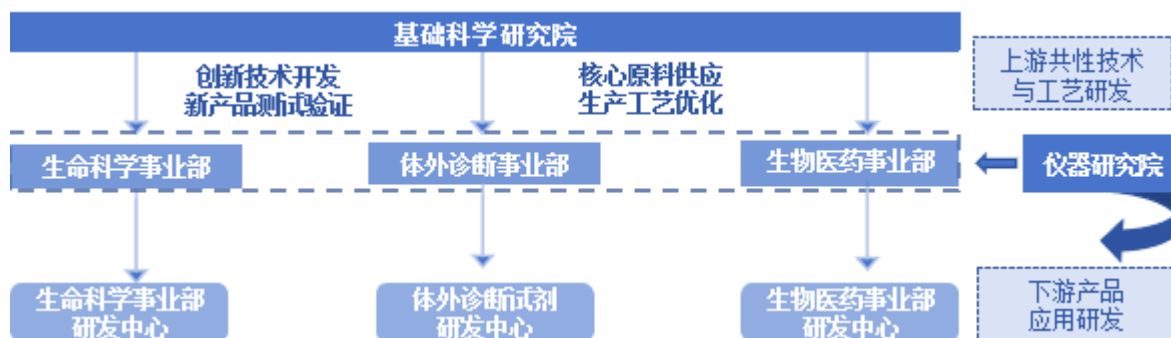 基础科学研究院
创新技术开发
新产品测试验证
核心原料供应
生产工艺优化
上游共性技术
与工艺研发
生命科学事业部
体外诊断事业部
生物医药事业部
仪器研究院
生命科学事业部
研发中心
体外诊断试剂
研发中心
生物医药事业部
研发中心
下游产品
应用研发